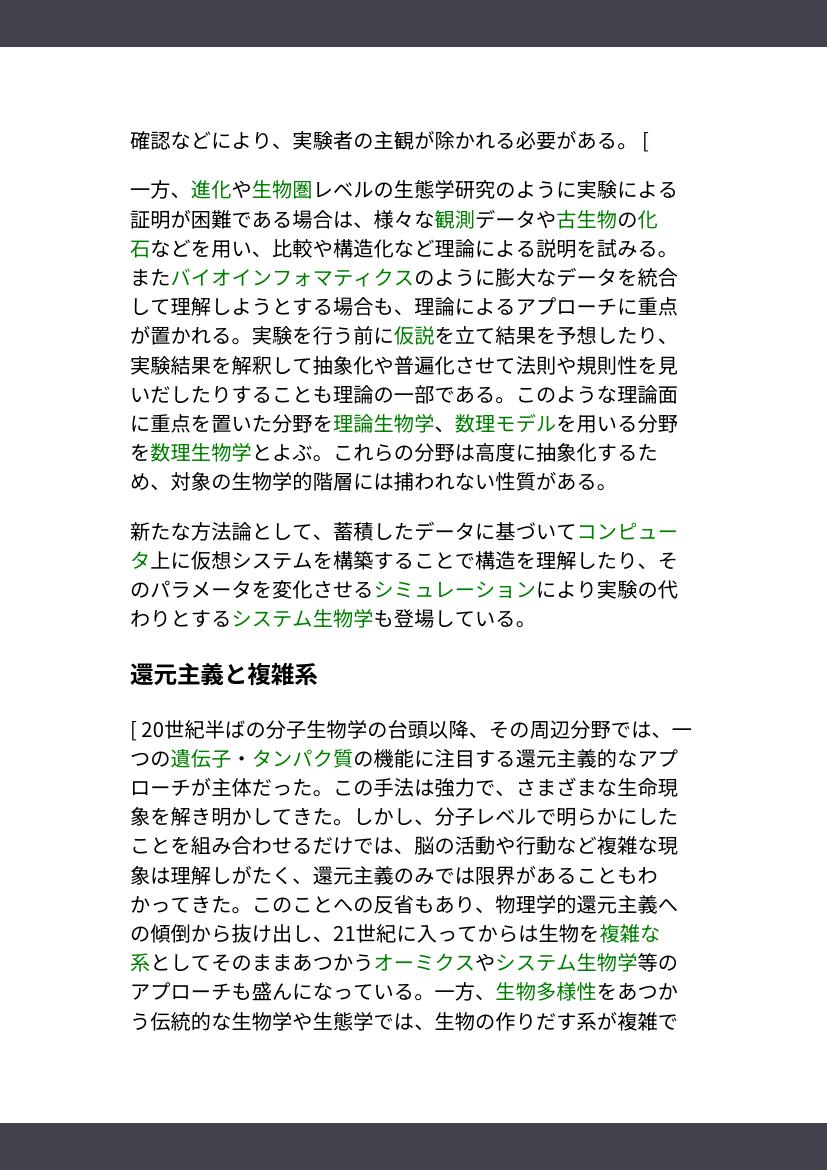 確認などにより、実験者の主観が除かれる必要がある。 [
一方、進化や生物圏レベルの生態学研究のように実験による
証明が困難である場合は、様々な観測データや古生物の化
石などを用い、比較や構造化など理論による説明を試みる。
またバイオインフォマティクスのように膨大なデータを統合
して理解しようとする場合も、理論によるアプローチに重点
が置かれる。実験を行う前に仮説を立て結果を予想したり、
実験結果を解釈して抽象化や普遍化させて法則や規則性を見
いだしたりすることも理論の一部である。このような理論面
に重点を置いた分野を理論生物学、数理モデルを用いる分野
を数理生物学とよぶ。これらの分野は高度に抽象化するた
め、対象の生物学的階層には捕われない性質がある。
新たな方法論として、蓄積したデータに基づいてコンピュー
タ上に仮想システムを構築することで構造を理解したり、そ
のパラメータを変化させるシミュレーションにより実験の代
わりとするシステム生物学も登場している。
還元主義と複雑系
[ 20世紀半ばの分子生物学の台頭以降、その周辺分野では、一
つの遺伝子・タンパク質の機能に注目する還元主義的なアプ
ローチが主体だった。この手法は強力で、さまざまな生命現
象を解き明かしてきた。しかし、分子レベルで明らかにした
ことを組み合わせるだけでは、脳の活動や行動など複雑な現
象は理解しがたく、還元主義のみでは限界があることもわ
かってきた。このことへの反省もあり、物理学的還元主義へ
の傾倒から抜け出し、21世紀に入ってからは生物を複雑な
系としてそのままあつかうオーミクスやシステム生物学等の
アプローチも盛んになっている。一方、生物多様性をあつか
う伝統的な生物学や生態学では、生物の作りだす系が複雑で